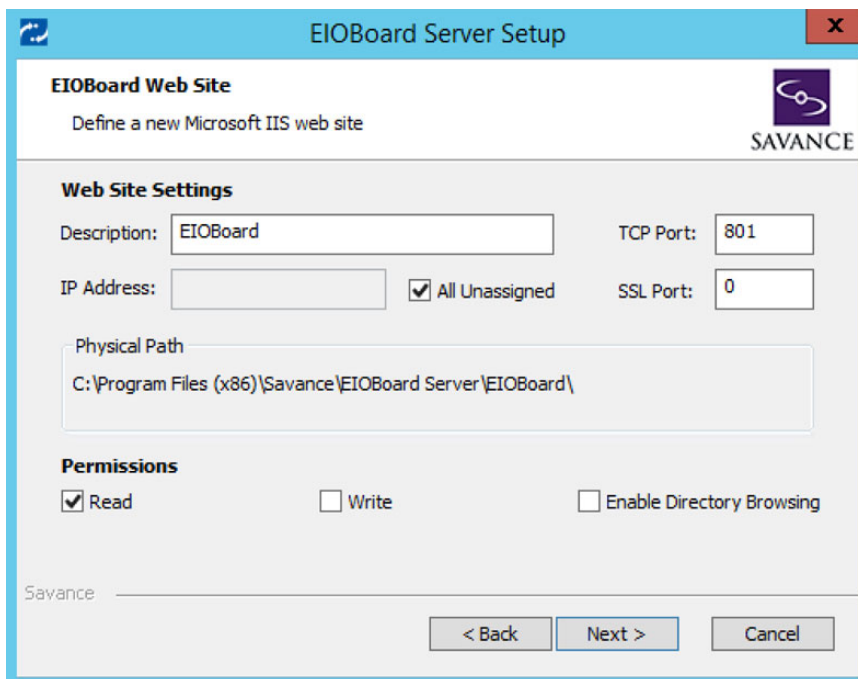 EIOBoard Server Setup
x
EIOBoard Web Site
Define a new Microsoft IIS web site
SAVANCE
Web Site Settings
Description: EIOBoard TCP Port: 801
IP Address: All Unassigned SSL Port: 0
Physical Path
C:\Program Files (x86)\Savance\EIOBoard Server\EIOBoard\
Permissions
Read Write Enable Directory Browsing
Savance
< Back Next > Cancel